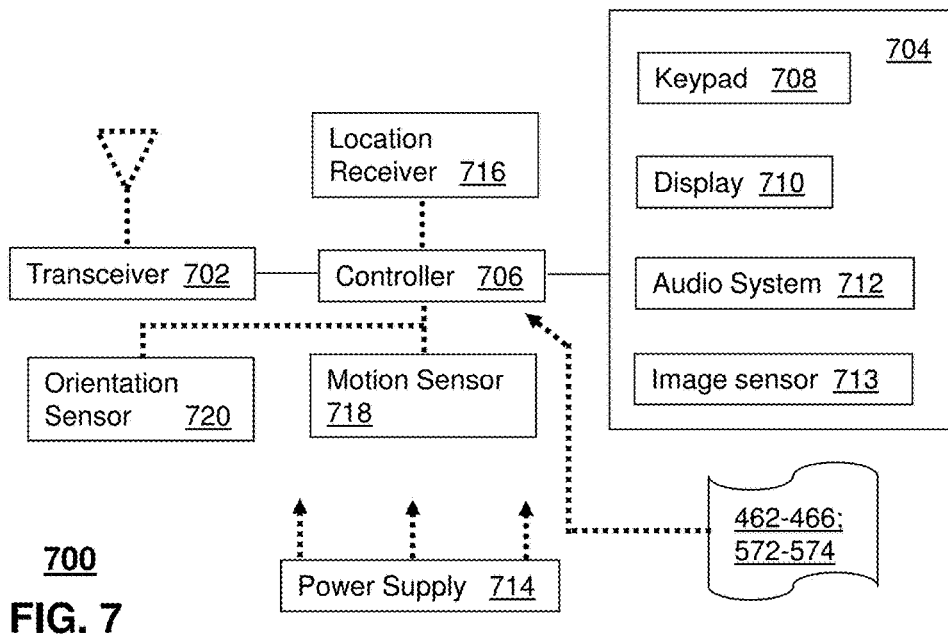 704
Keypad 708
Location
Receiver 716
Display 710
Transceiver 702
Controller 706
Audio System 712
Orientation
Sensor 720
Motion Sensor
718
Image sensor 713
462-466;
572-574
700
Power Supply 714
FIG. 7